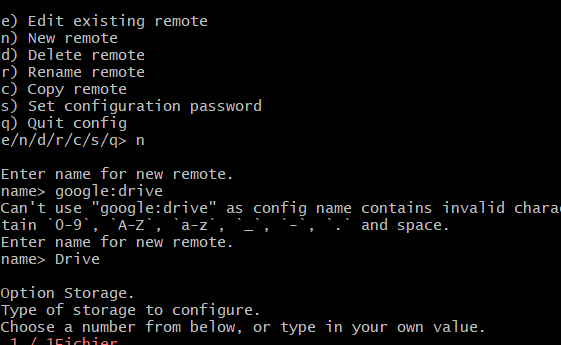 e) Edit existing remote
n) New remote
d) Delete remote
r) Rename remote
c) Copy remote
s) Set configuration password
q) Quit config
e/n/d/r/c/s/q> n
Enter name for new remote.
name> google:drive
Can't use "google:drive" as config name contains invalid chara
tain `0-9`, `A-Z`, `a-z`, `_`, `-`, `.` and space.
Enter name for new remote.
name> Drive
Option Storage.
Type of storage to configure.
Choose a number from below, or type in your own value.
1 / 1Fichier